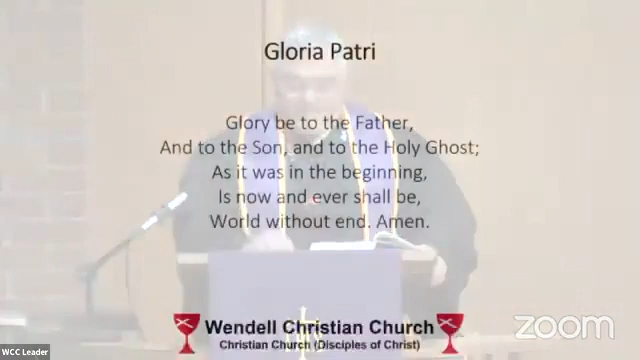 Gloria Patri
Glory be to the Father,
And to the Son, and to the Holy Ghost;
As it was in the beginning,
Is now and ever shall be,
World without end. Amen.
Wendell Christian Church
Christian Church (Disciples of Christ)
WCC Leader
zoom